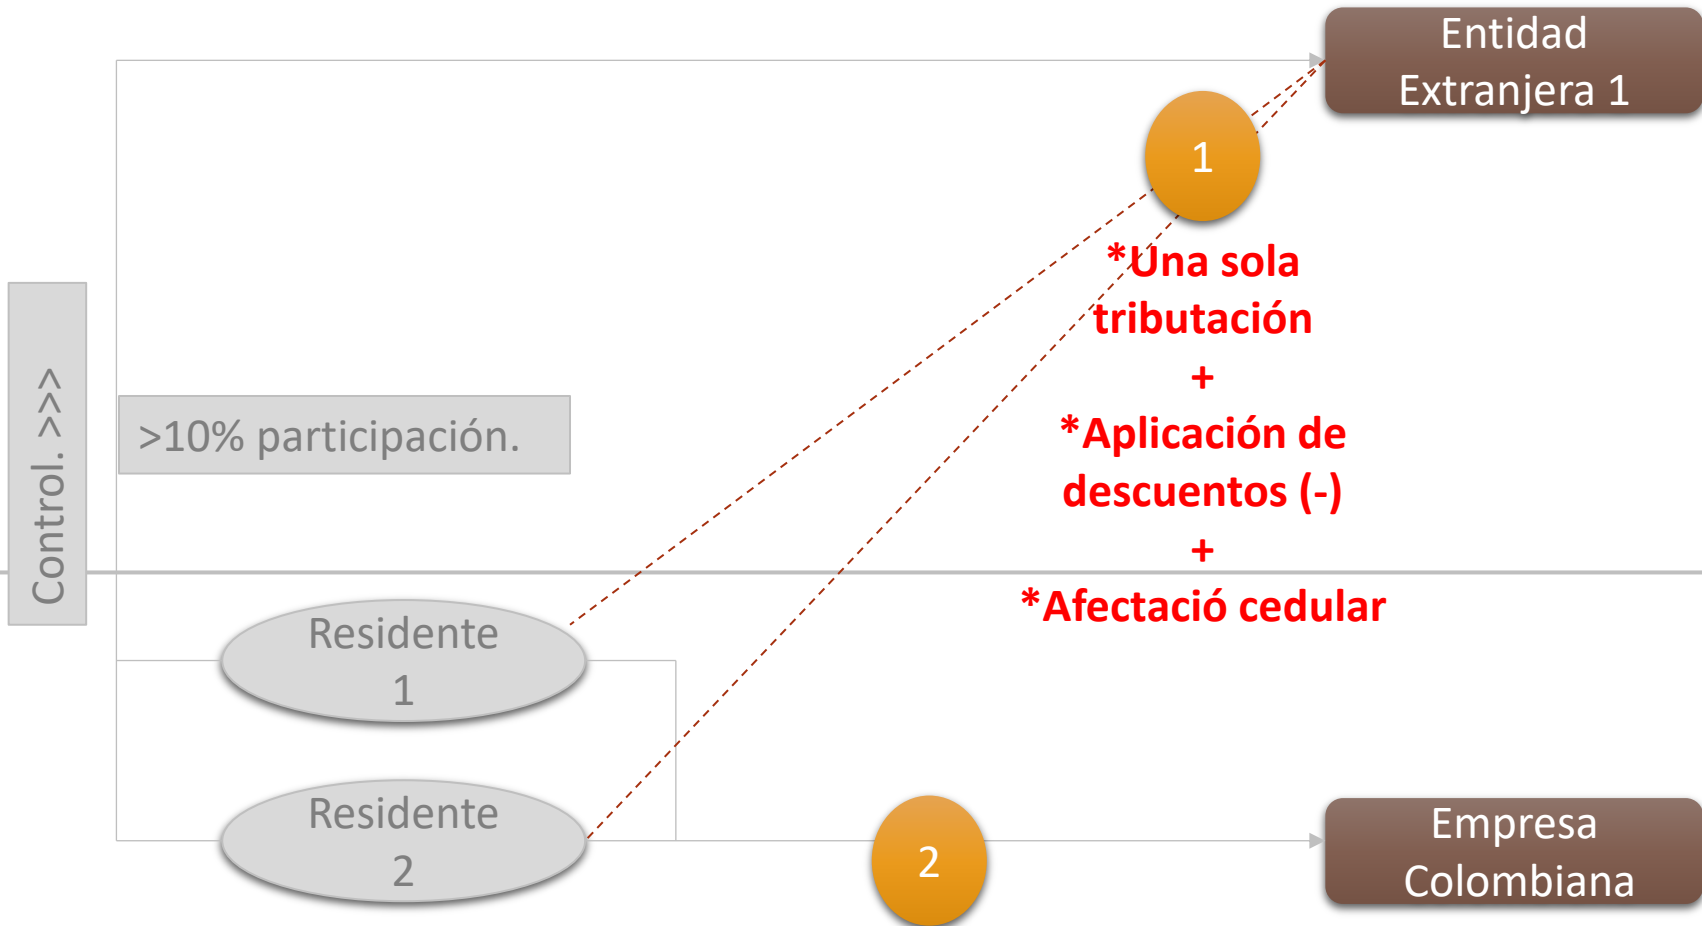 Entidad
Extranjera 1
1
*Una sola
tributación
+
*Aplicación de
descuentos (-)
+
*Afectació cedular
Control. >>>
>10% participación.
Residente
1
Residente
2
2
Empresa
Colombiana